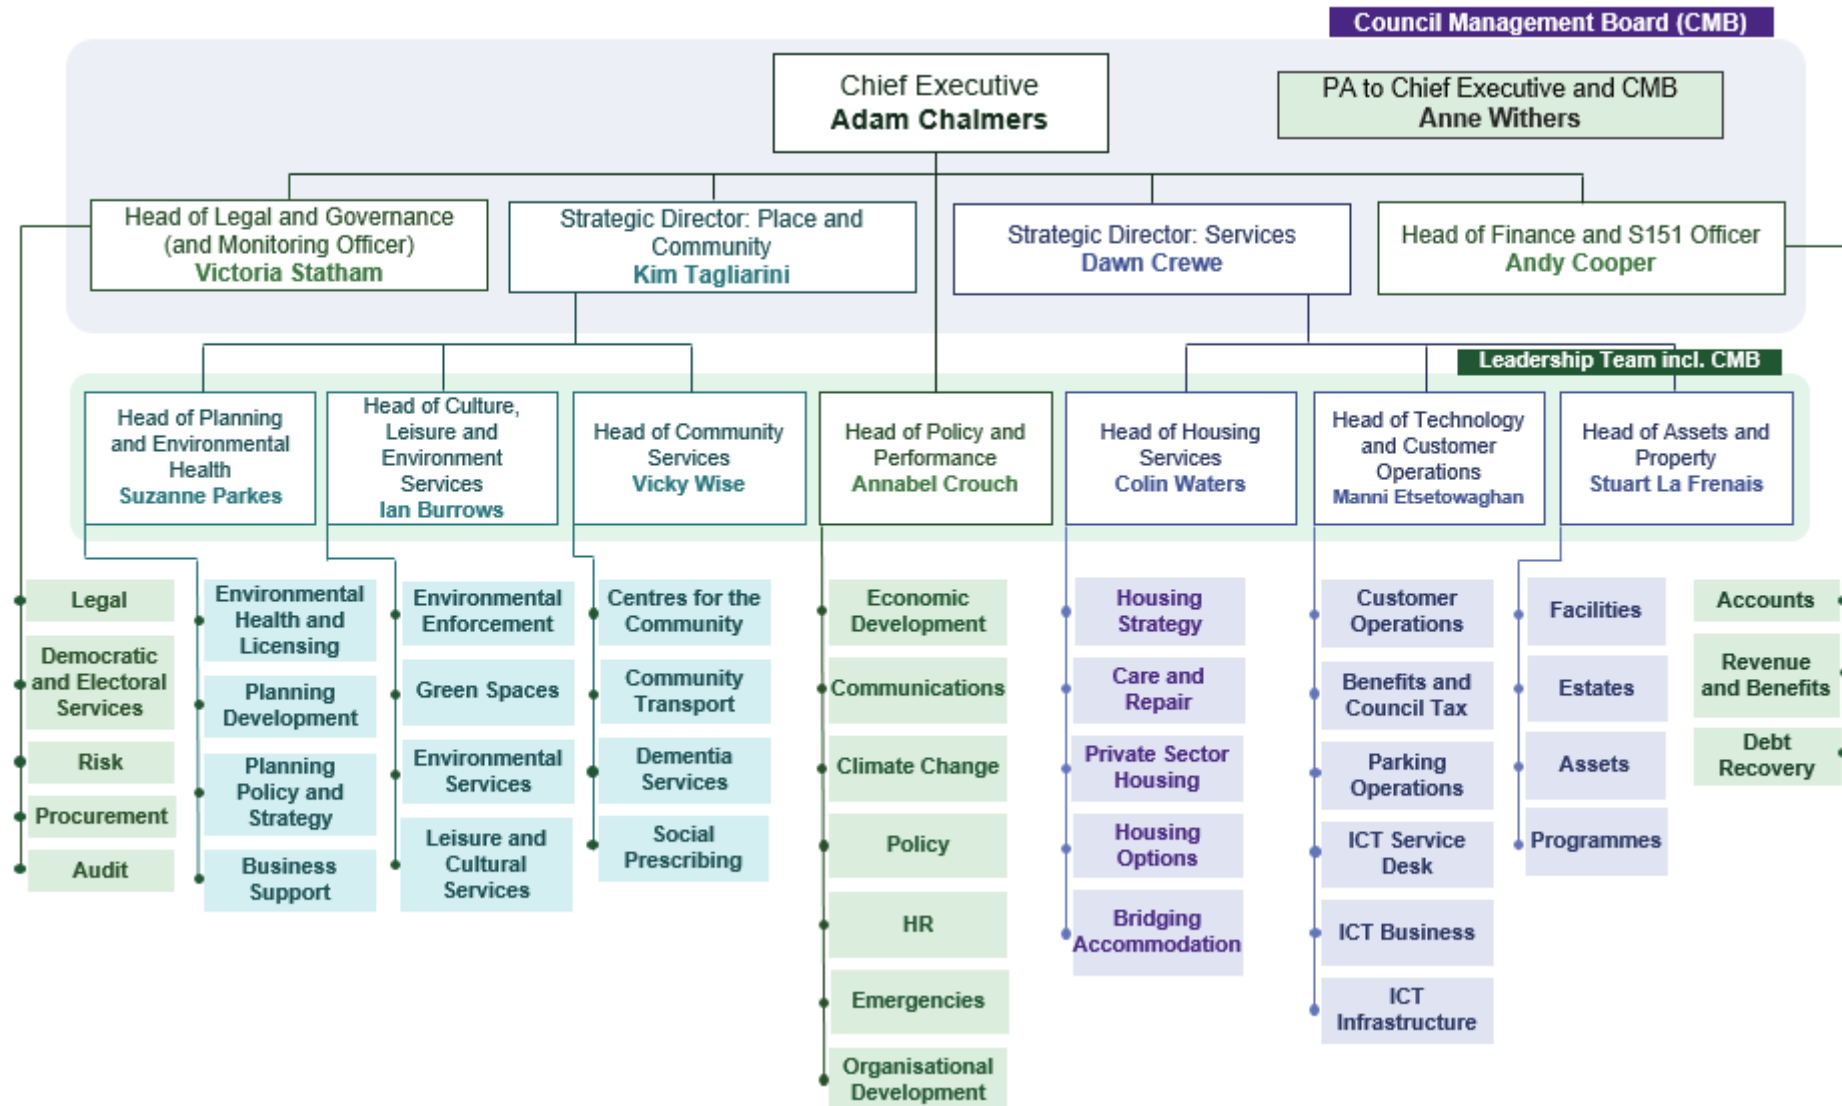 Council Management Board (CMB)
Chief Executive
Adam Chalmers
PA to Chief Executive and CMB
Anne Withers
Head of Legal and Governance
(and Monitoring Officer)
Victoria Statham
Strategic Director: Place and
Community
Kim Tagliarini
Strategic Director: Services
Dawn Crewe
Head of Finance and S151 Officer
Andy Cooper
Leadership Team incl. CMB
Head of Planning
and Environmental
Health
Suzanne Parkes
Head of Culture,
Leisure and
Environment
Services
Ian Burrows
Head of Community
Services
Vicky Wise
Head of Policy and
Performance
Annabel Crouch
Head of Housing
Services
Colin Waters
Head of Technology
and Customer
Operations
Manni Etsetowaghan
Head of Assets and
Property
Stuart La Frenais
Legal
Democratic
and Electoral
Services
Risk
Procurement
Audit
Environmental
Health and
Licensing
Planning
Development
Planning
Policy and
Strategy
Business
Support
Environmental
Enforcement
Green Spaces
Environmental
Services
Leisure and
Cultural
Services
Centres for the
Community
Community
Transport
Dementia
Services
Social
Prescribing
Economic
Development
Communications
Climate Change
Policy
HR
Emergencies
Organisational
Development
Housing
Strategy
Care and
Repair
Private Sector
Housing
Housing
Options
Bridging
Accommodation
Customer
Operations
Benefits and
Council Tax
Parking
Operations
ICT Service
Desk
ICT Business
ICT
Infrastructure
Facilities
Estates
Assets
Programmes
Accounts
Revenue
and Benefits
Debt
Recovery